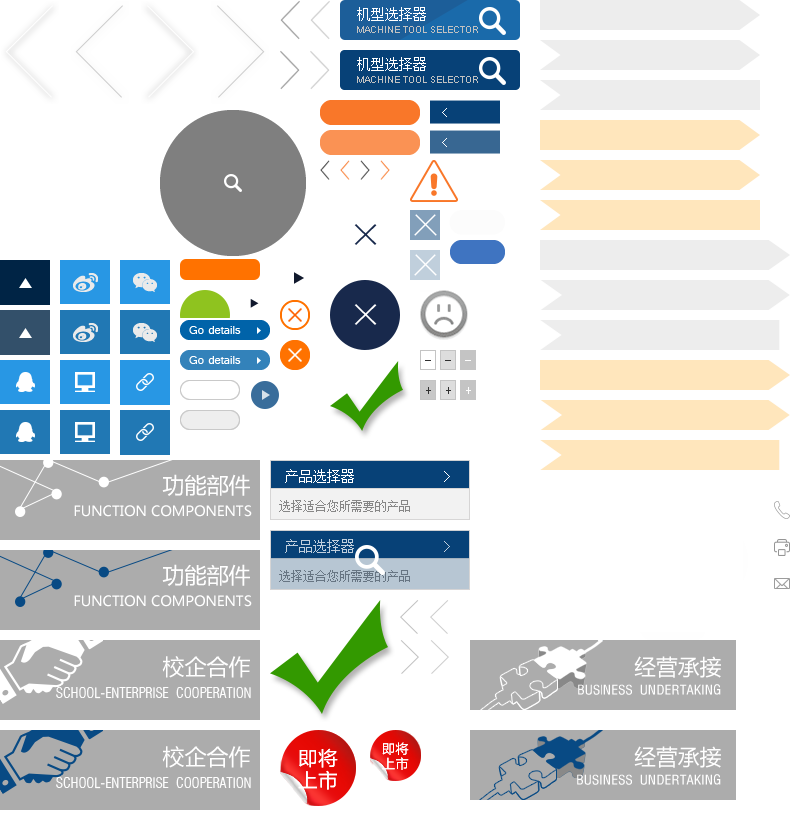 机型选择器
MACHINE TOOL SELECTOR
机型选择器
MACHINE TOOL SELECTOR
Go details
Go details
功能部件
FUNCTION COMPONENTS
产品选择器
选择适合您所需要的产品
功能部件
FUNCTION COMPONENTS
产品选择器
选择适合您所需要的产品
校企合作
SCHOOL-ENTERPRISE COOPERATION
经营承接
BUSINESS UNDERTAKING
校企合作
SCHOOL-ENTERPRISE COOPERATION
即将
上市
即将
上市
经营承接
BUSINESS UNDERTAKING